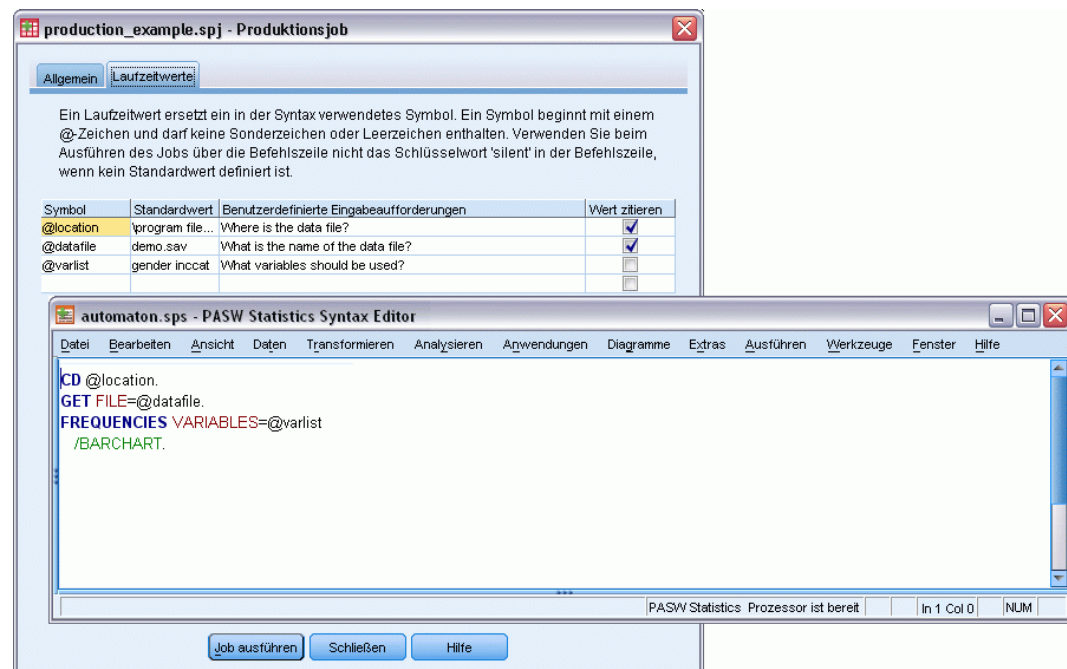 production_example.spj - Produktionsjob
Allgemein Laufzeitwerte
Ein Laufzeitwert ersetzt ein in der Syntax verwendetes Symbol. Ein Symbol beginnt mit einem
@-Zeichen und darf keine Sonderzeichen oder Leerzeichen enthalten. Verwenden Sie beim
Ausführen des Jobs über die Befehlszeile nicht das Schlüsselwort 'silent' in der Befehlszeile,
wenn kein Standardwert definiert ist.
Symbol Standardwert Benutzerdefinierte Eingabeaufforderungen Wert zitieren
@location \program file... Where is the data file?
@datafile demo.sav What is the name of the data file?
@varlist gender inccat What variables should be used?
automaton.sps - PASW Statistics Syntax Editor
Datei Bearbeiten Ansicht Daten Transformieren Analysieren Anwendungen Diagramme Extras Ausführen Werkzeuge Fenster Hilfe
CD @location.
GET FILE=@datafile.
FREQUENCIES VARIABLES=@varlist
/BARCHART.
PASW Statistics Prozessor ist bereit In 1 Col 0 NUM
Job ausführen Schließen Hilfe